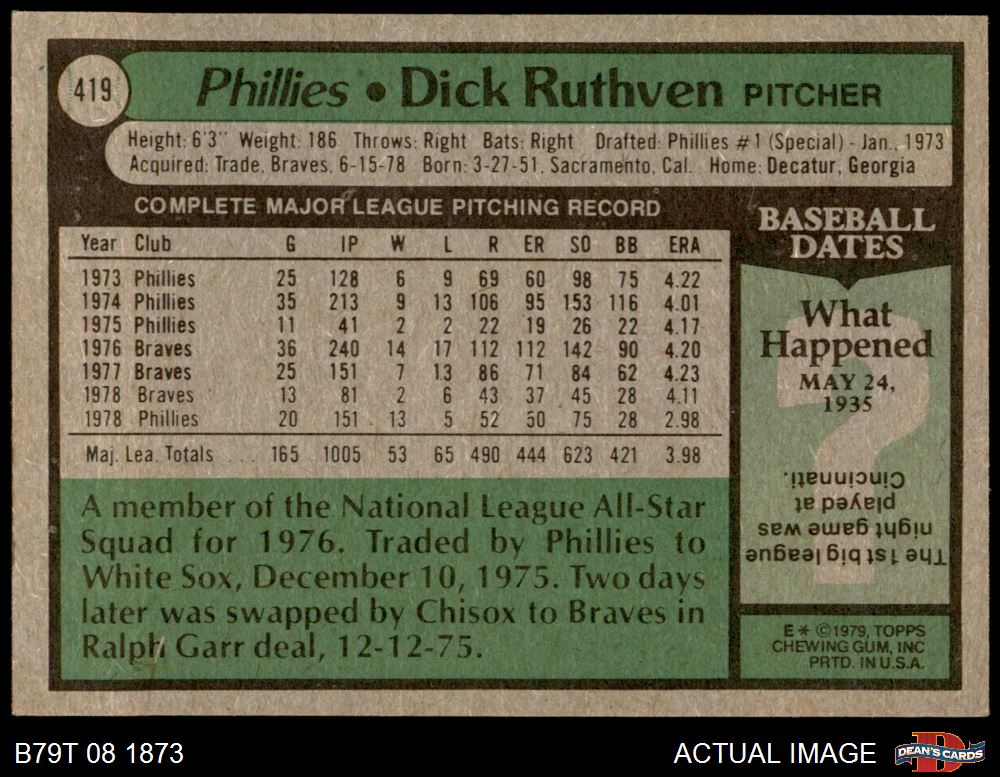 419
Phillies • Dick Ruthven PITCHER
Height: 6'3" Weight: 186 Throws: Right Bats: Right Drafted: Phillies #1 (Special) - Jan., 1973
Acquired: Trade, Braves, 6-15-78 Born: 3-27-51, Sacramento, Cal. Home: Decatur, Georgia
COMPLETE MAJOR LEAGUE PITCHING RECORD
Year Club G IP W L R ER SO BB ERA
1973 Phillies 25 128 6 9 69 60 98 75 4.22
1974 Phillies 35 213 9 13 106 95 153 116 4.01
1975 Phillies 11 41 2 2 22 19 26 22 4.17
1976 Braves 36 240 14 17 112 112 142 90 4.20
1977 Braves 25 151 7 13 86 71 84 62 4.23
1978 Braves 13 81 2 6 43 37 45 28 4.11
1978 Phillies 20 151 13 5 52 50 75 28 2.98
Maj. Lea. Totals ... 165 1005 53 65 490 444 623 421 3.98
A member of the National League All-Star
Squad for 1976. Traded by Phillies to
White Sox, December 10, 1975. Two days
later was swapped by Chisox to Braves in
Ralph Garr deal, 12-12-75.
BASEBALL
DATES
What
Happened
MAY 24,
1935
?
The 1st big league
night game was
played at
Cincinnati.
E* ©1979, TOPPS
CHEWING GUM, INC
PRTD. IN U.S.A.
B79T 08 1873
ACTUAL IMAGE
DEAN'S CARDS